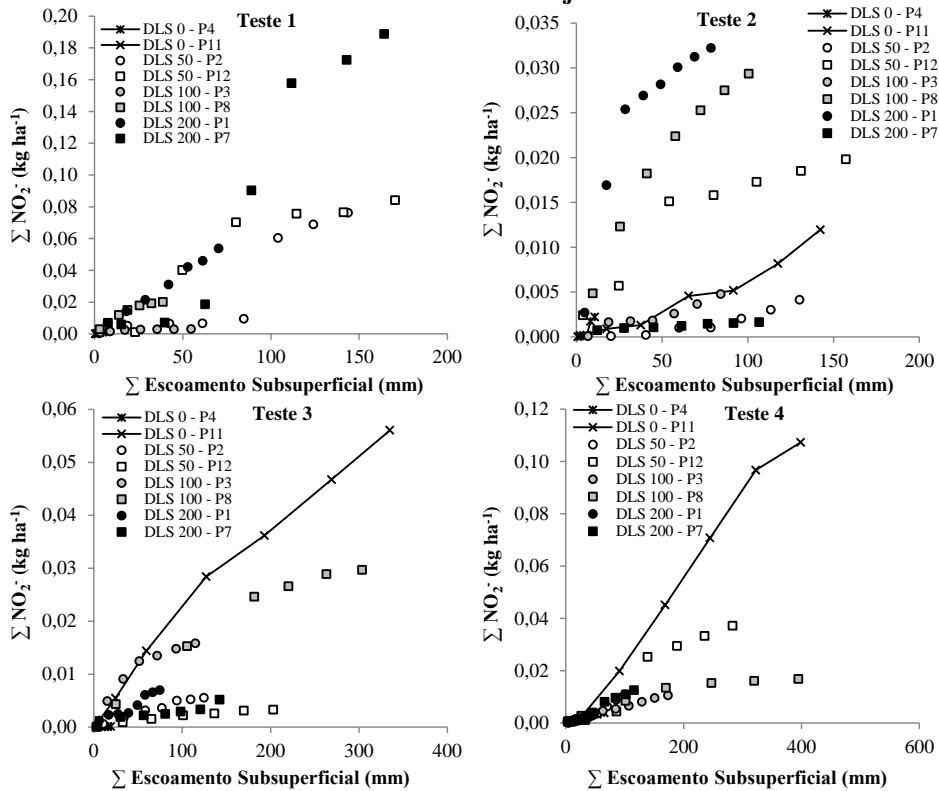 Teste 1
∑ NO₂⁻ (kg ha⁻¹)
0,20
0,18
0,16
0,14
0,12
0,10
0,08
0,06
0,04
0,02
0,00
DLS 0 - P4
DLS 0 - P11
DLS 50 - P2
DLS 50 - P12
DLS 100 - P3
DLS 100 - P8
DLS 200 - P1
DLS 200 - P7
0 50 100 150 200
∑ Escoamento Subsuperficial (mm)
Teste 2
∑ NO₂⁻ (kg ha⁻¹)
0,035
0,030
0,025
0,020
0,015
0,010
0,005
0,000
DLS 0 - P4
DLS 0 - P11
DLS 50 - P2
DLS 50 - P12
DLS 100 - P3
DLS 100 - P8
DLS 200 - P1
DLS 200 - P7
0 50 100 150 200
∑ Escoamento Subsuperficial (mm)
Teste 3
∑ NO₂⁻ (kg ha⁻¹)
0,06
0,05
0,04
0,03
0,02
0,01
0,00
DLS 0 - P4
DLS 0 - P11
DLS 50 - P2
DLS 50 - P12
DLS 100 - P3
DLS 100 - P8
DLS 200 - P1
DLS 200 - P7
0 100 200 300 400
∑ Escoamento Subsuperficial (mm)
Teste 4
∑ NO₂⁻ (kg ha⁻¹)
0,12
0,10
0,08
0,06
0,04
0,02
0,00
DLS 0 - P4
DLS 0 - P11
DLS 50 - P2
DLS 50 - P12
DLS 100 - P3
DLS 100 - P8
DLS 200 - P1
DLS 200 - P7
0 200 400 600
∑ Escoamento Subsuperficial (mm)